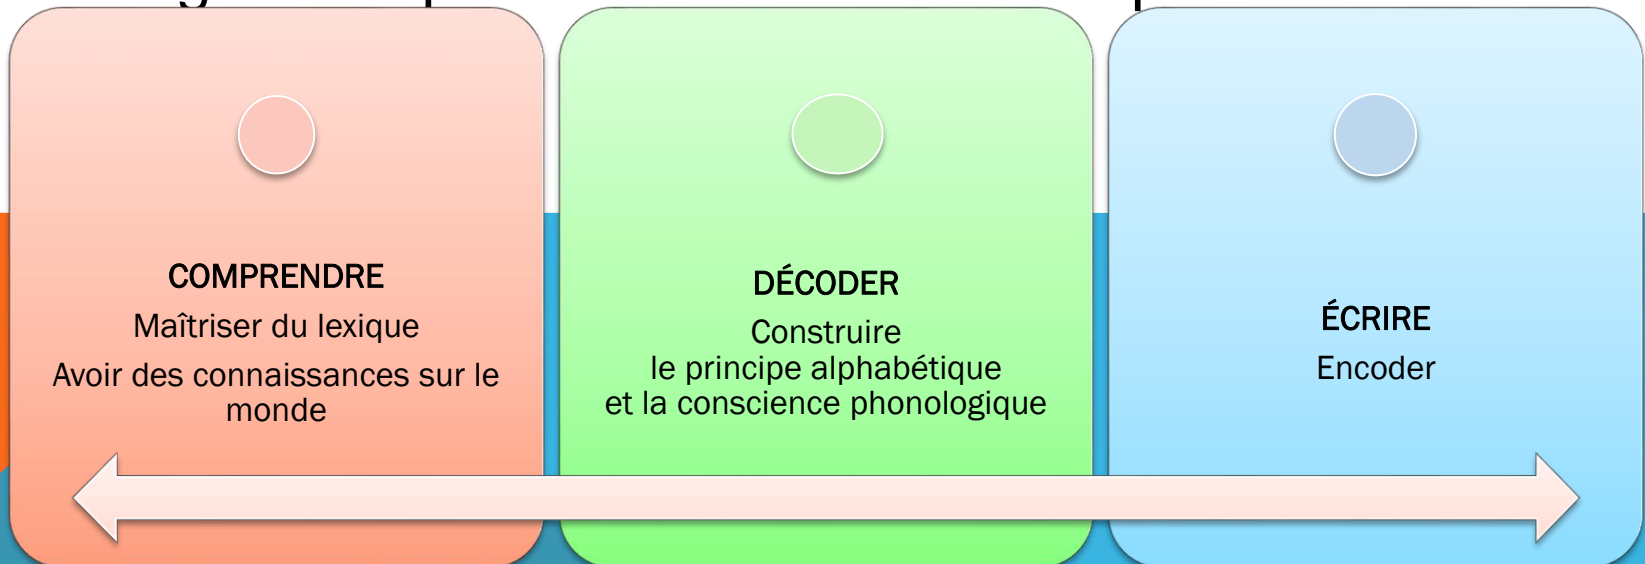 COMPRENDRE
Maîtriser du lexique
Avoir des connaissances sur le
monde
DÉCODER
Construire
le principe alphabétique
et la conscience phonologique
ÉCRIRE
Encoder